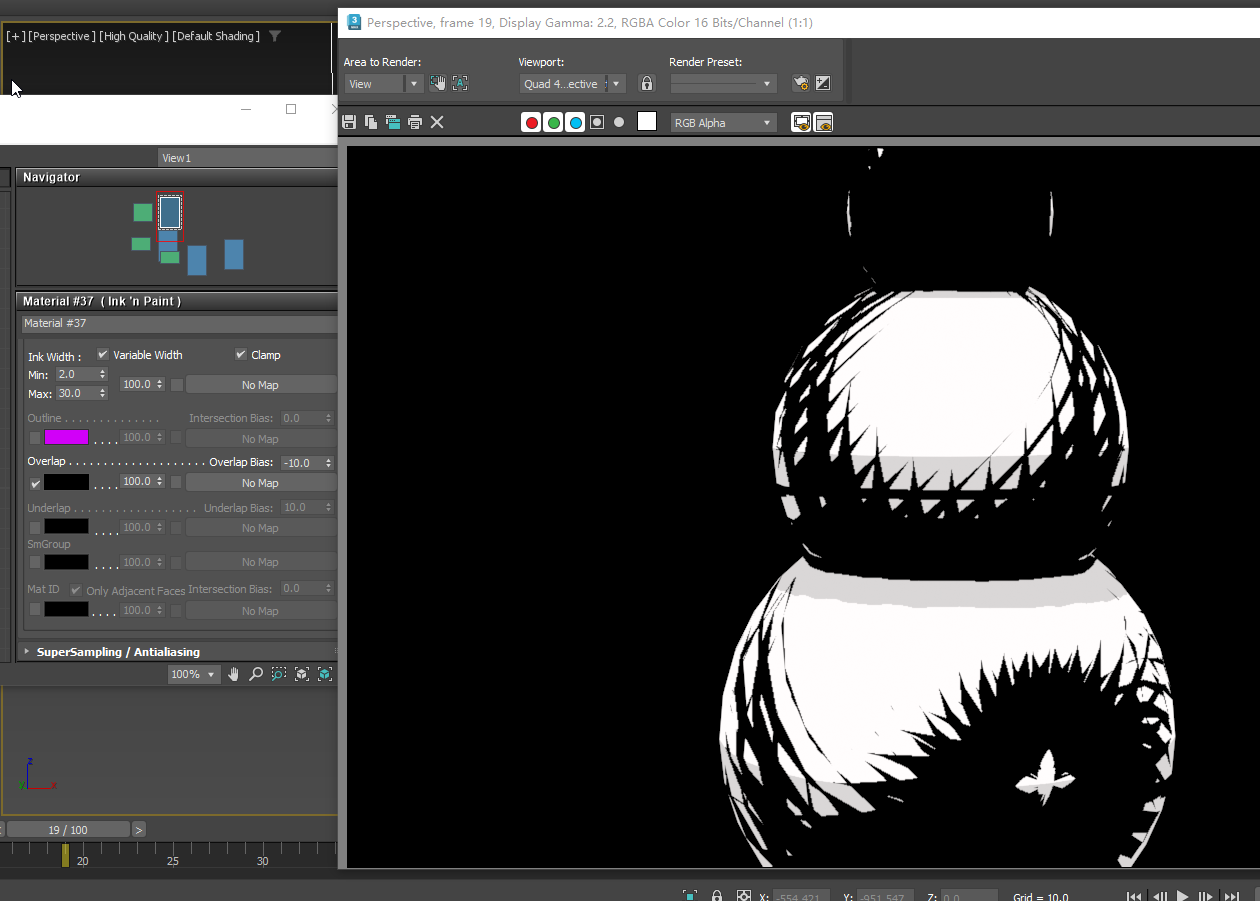 [+] [Perspective ] [High Quality ] [Default Shading ]
Perspective, frame 19, Display Gamma: 2.2, RGBA Color 16 Bits/Channel (1:1)
Area to Render:
Viewport:
Render Preset:
View
Quad 4...ective
RGB Alpha
View1
Navigator
Material #37 ( Ink 'n Paint )
Material #37
Ink Width :
Variable Width
Clamp
Min: 2.0
100.0
No Map
Max: 30.0
Outline . . . . . . . . . . . . . .
Intersection Bias: 0.0
. . . . 100.0
No Map
Overlap . . . . . . . . . . . . . . . . . . . . . Overlap Bias: -10.0
. . . . 100.0
No Map
Underlap . . . . . . . . . . . . . . . . . . Underlap Bias: 10.0
. . . . 100.0
No Map
SmGroup
. . . . 100.0
No Map
Mat ID
Only Adjacent Faces Intersection Bias: 0.0
. . . . 100.0
No Map
SuperSampling / Antialiasing
100%
z
y
x
19 / 100
>
20
25
30
X: -554.421
Y: -951.547
Z: 0.0
Grid = 10.0